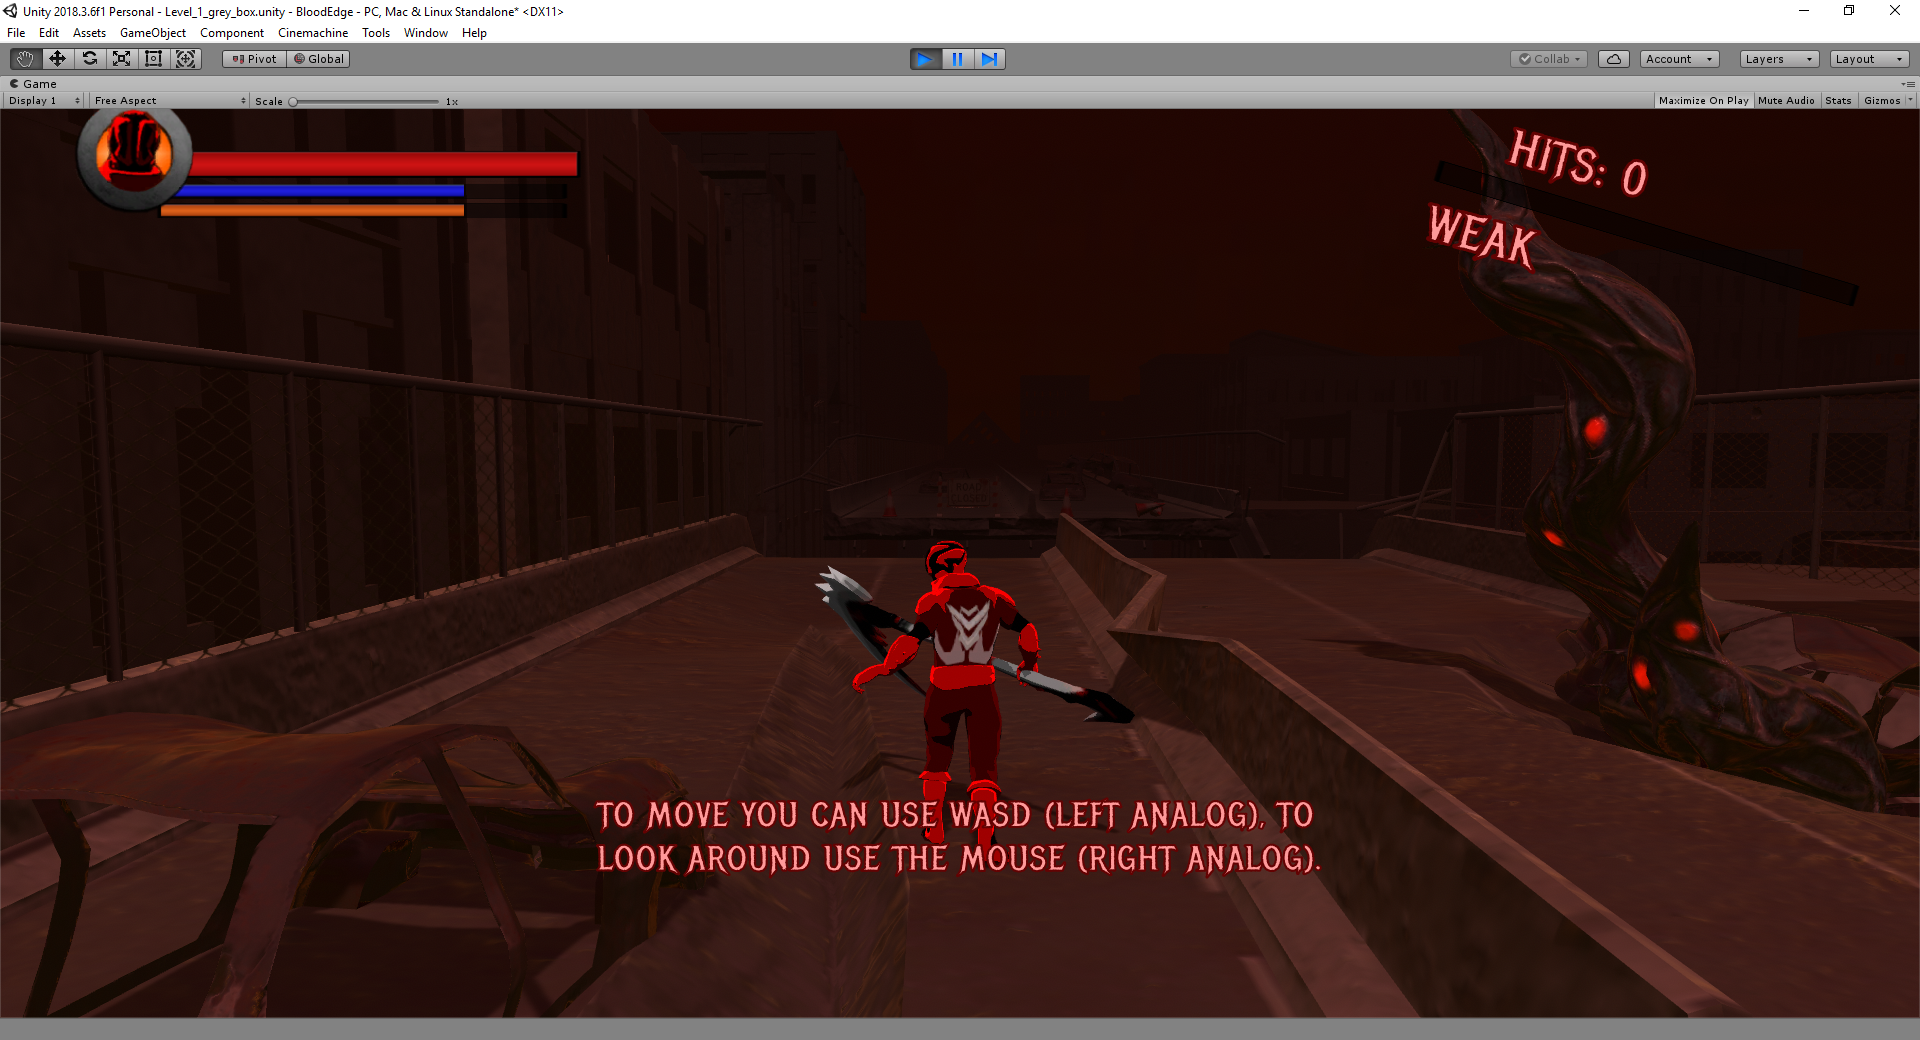 Unity 2018.3.6f1 Personal - Level_1_grey_box.unity - BloodEdge - PC, Mac & Linux Standalone* <DX11>
File Edit Assets GameObject Component Cinemachine Tools Window Help
Pivot Global Collab Account Layers Layout
Game
Display 1 Free Aspect Scale 1x Maximize On Play Mute Audio Stats Gizmos
HITS: 0
WEAK
ROAD
CLOSED
TO MOVE YOU CAN USE WASD (LEFT ANALOG), TO
LOOK AROUND USE THE MOUSE (RIGHT ANALOG).